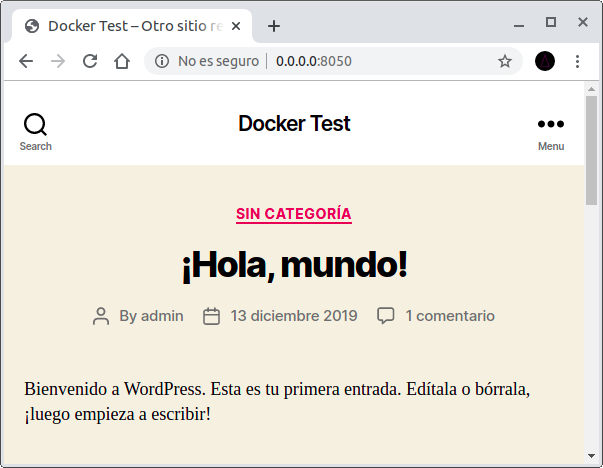 Docker Test – Otro sitio re
No es seguro | 0.0.0.0:8050
Search
Docker Test
Menu
SIN CATEGORÍA
¡Hola, mundo!
By admin 13 diciembre 2019 1 comentario
Bienvenido a WordPress. Esta es tu primera entrada. Edítala o bórrala,
¡luego empieza a escribir!